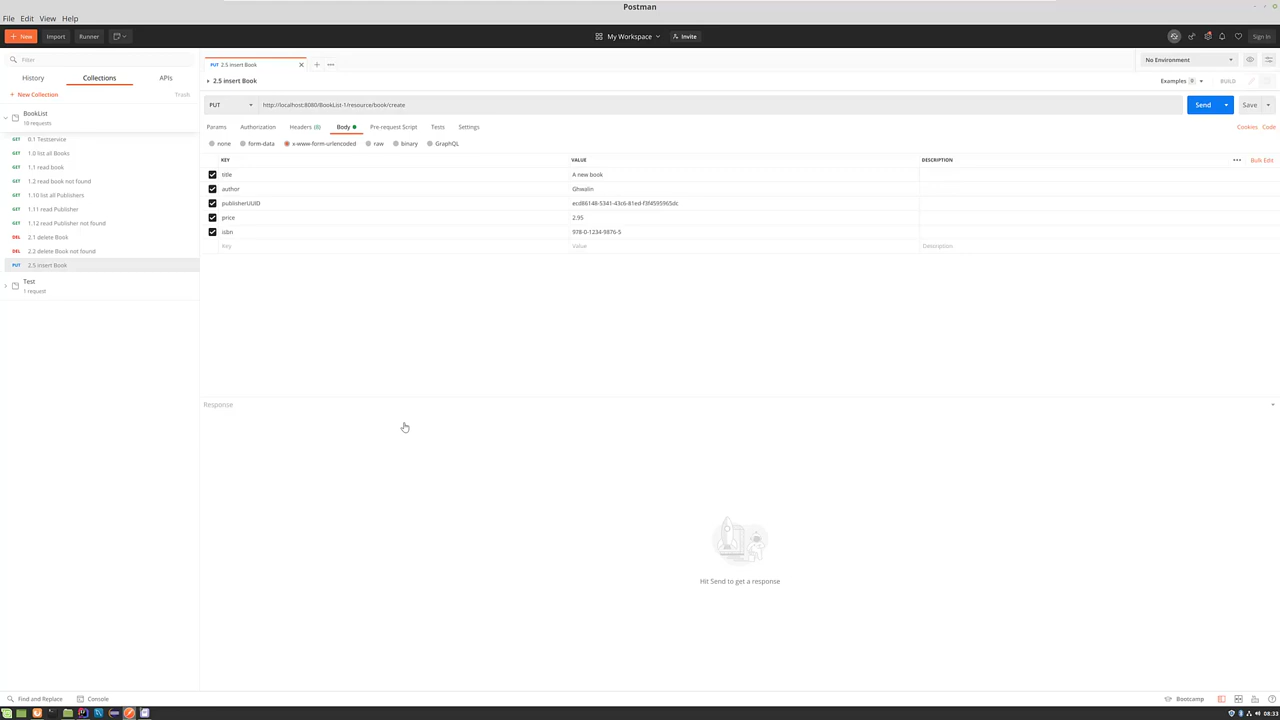 Postman
File Edit View Help
New Import Runner My Workspace Invite Sign In
Filter
History Collections APIs
+ New Collection Trash
BookList
10 requests
GET 0.1 Testservice
GET 1.0 list all Books
GET 1.1 read book
GET 1.2 read book not found
GET 1.10 list all Publishers
GET 1.11 read Publisher
GET 1.12 read Publisher not found
DEL 2.1 delete Book
DEL 2.2 delete Book not found
PUT 2.5 insert Book
Test
1 request
PUT 2.5 insert Book
No Environment
2.5 insert Book
Examples 0 BUILD
PUT http://localhost:8080/BookList-1/resource/book/create Send Save
Params Authorization Headers (8) Body Pre-request Script Tests Settings Cookies Code
none form-data x-www-form-urlencoded raw binary GraphQL
KEY VALUE DESCRIPTION Bulk Edit
title A new book
author Ghwalin
publisherUUID ecd86148-5341-43c6-81ed-f3f4595965dc
price 2.95
isbn 978-0-1234-9876-5
Key Value Description
Response
Hit Send to get a response
Find and Replace Console Bootcamp
08:33